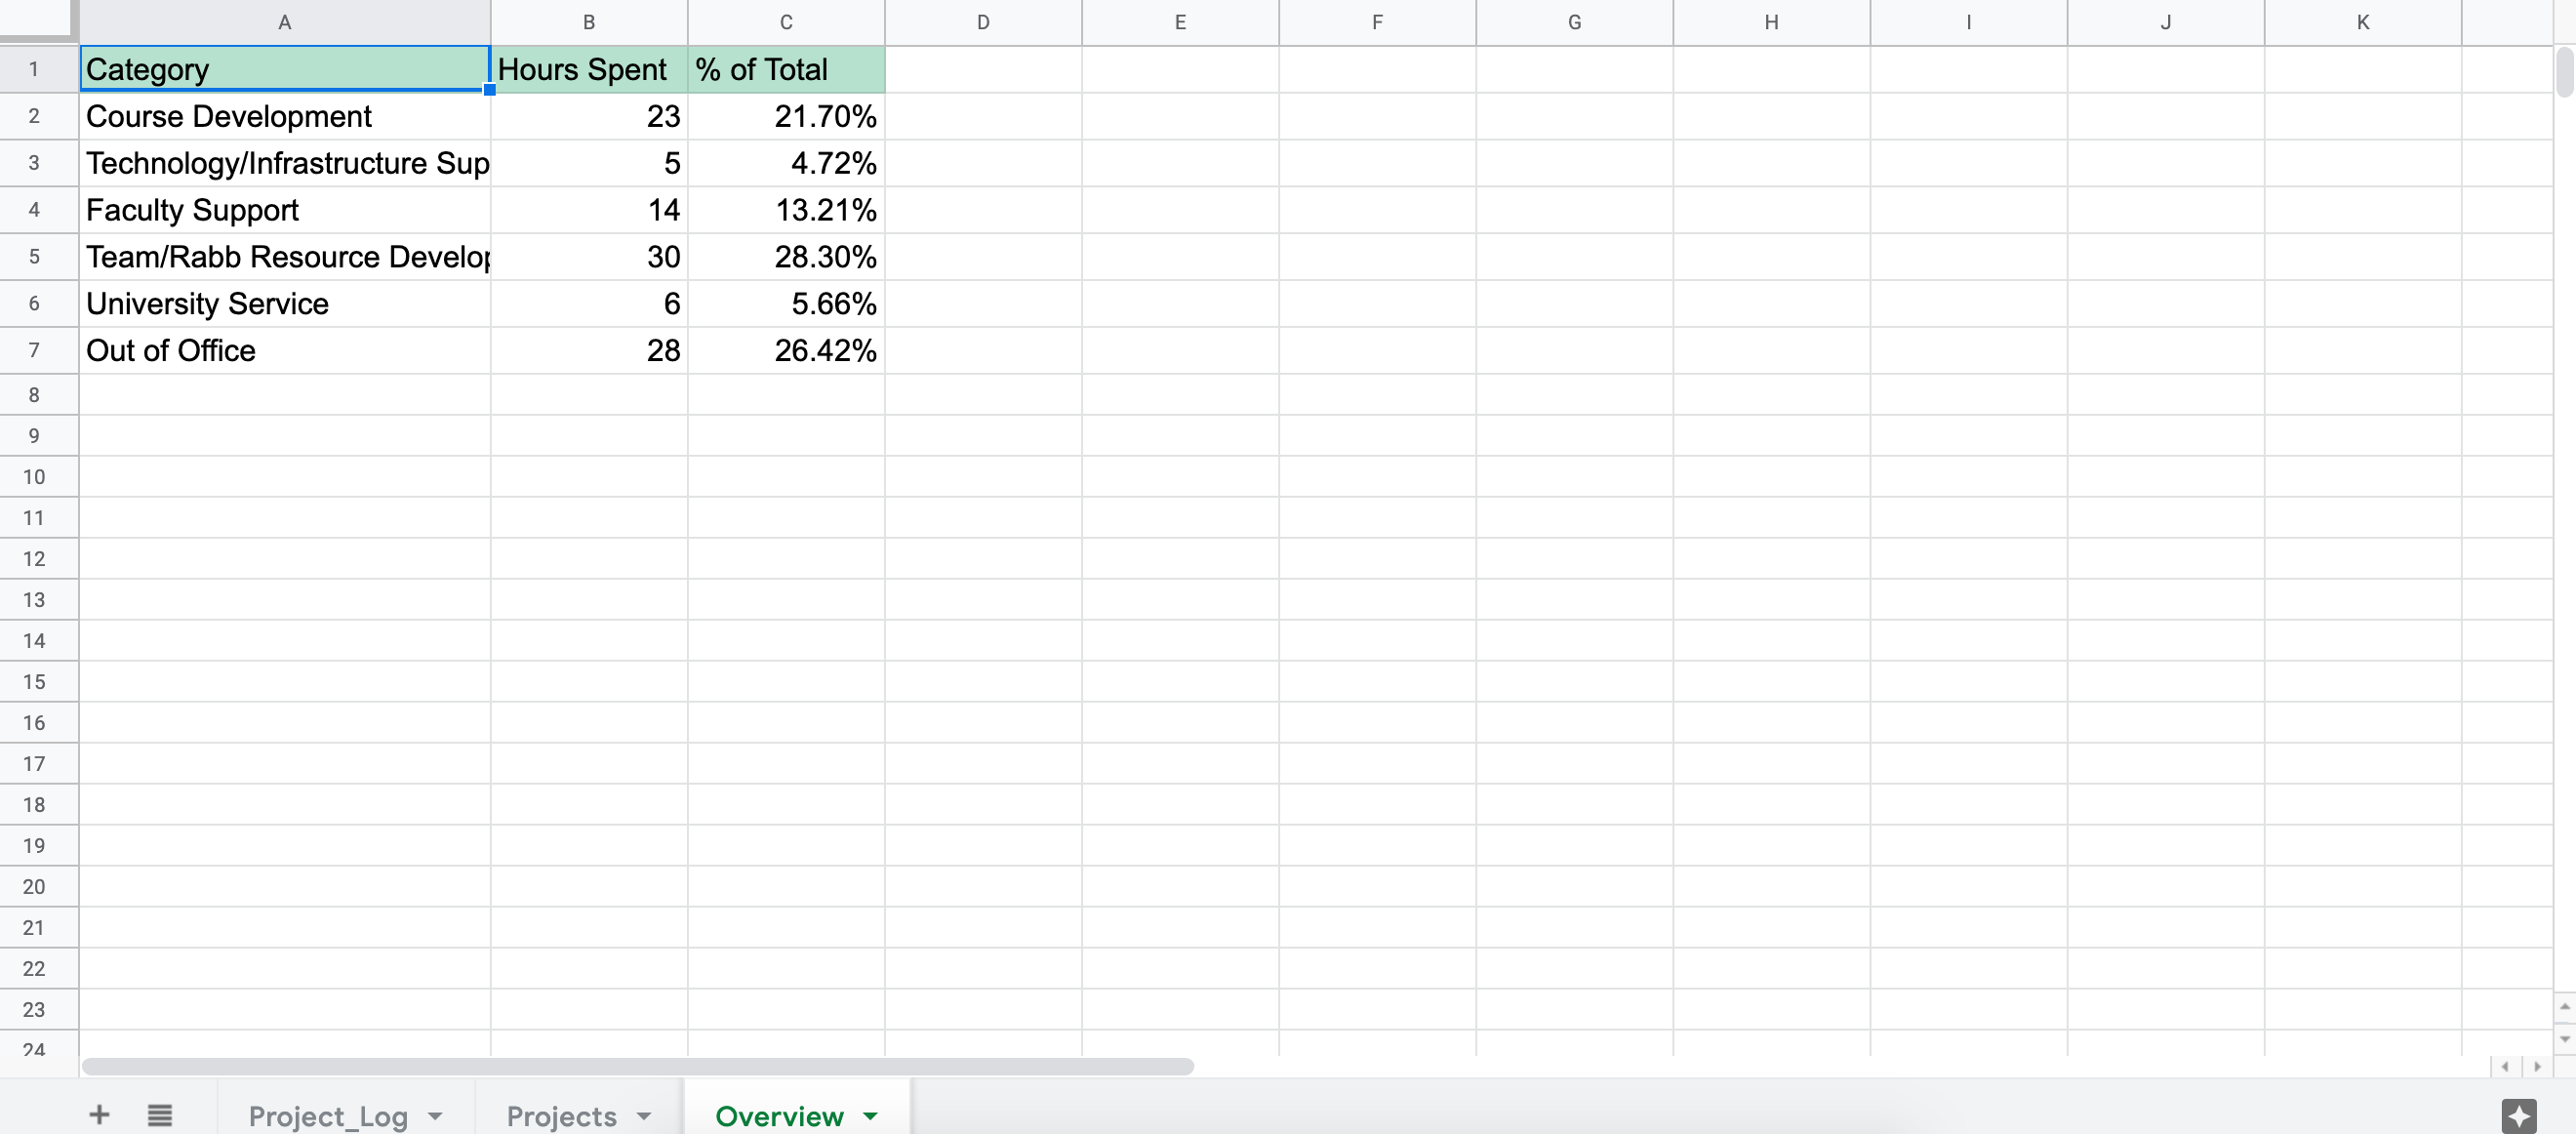 A B C D E F G H I J K
1 Category Hours Spent % of Total
2 Course Development 23 21.70%
3 Technology/Infrastructure Sup 5 4.72%
4 Faculty Support 14 13.21%
5 Team/Rabb Resource Develop 30 28.30%
6 University Service 6 5.66%
7 Out of Office 28 26.42%
8
9
10
11
12
13
14
15
16
17
18
19
20
21
22
23
24
Project_Log Projects Overview